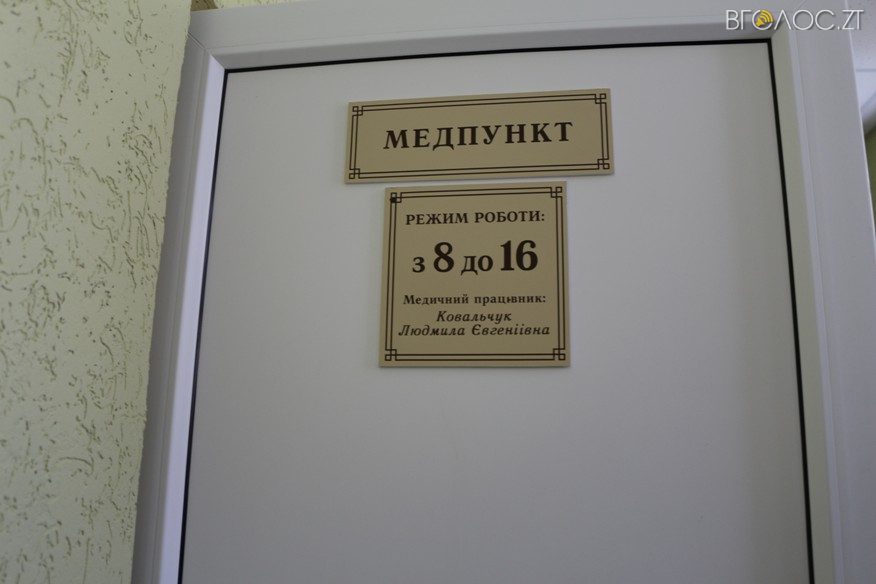 ВГОЛОС.ZT
МЕДПУНКТ
РЕЖИМ РОБОТИ:
з 8 до 16
Медичний працівник:
Ковальчук
Людмила Євгеніївна